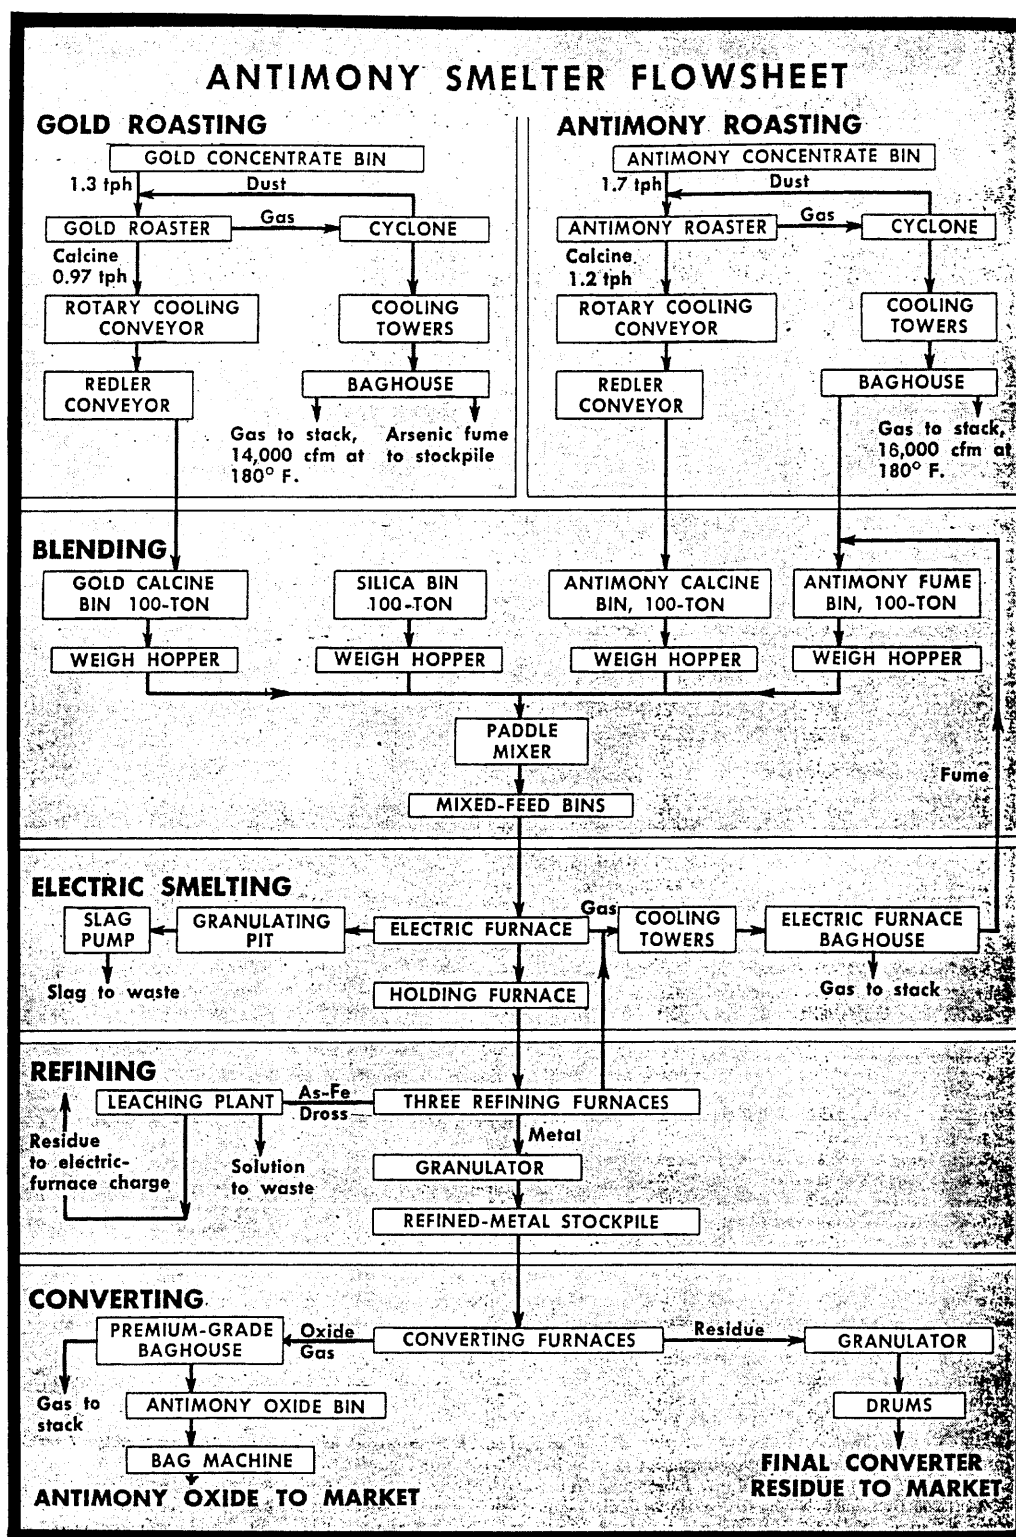 ANTIMONY SMELTER FLOWSHEET
GOLD ROASTING
GOLD CONCENTRATE BIN
1.3 tph
Dust
GOLD ROASTER
Gas
CYCLONE
Calcine
0.97 tph
ROTARY COOLING
CONVEYOR
COOLING
TOWERS
REDLER
CONVEYOR
BAGHOUSE
Gas to stack,
14,000 cfm at
180° F.
Arsenic fume
to stockpile
ANTIMONY ROASTING
ANTIMONY CONCENTRATE BIN
1.7 tph
Dust
ANTIMONY ROASTER
Gas
CYCLONE
Calcine
1.2 tph
ROTARY COOLING
CONVEYOR
COOLING
TOWERS
REDLER
CONVEYOR
BAGHOUSE
Gas to stack,
16,000 cfm at
180° F.
BLENDING
GOLD CALCINE
BIN 100-TON
SILICA BIN
100-TON
ANTIMONY CALCINE
BIN, 100-TON
ANTIMONY FUME
BIN, 100-TON
WEIGH HOPPER
WEIGH HOPPER
WEIGH HOPPER
WEIGH HOPPER
PADDLE
MIXER
Fume
MIXED-FEED BINS
ELECTRIC SMELTING
SLAG
PUMP
GRANULATING
PIT
ELECTRIC FURNACE
Gas
COOLING
TOWERS
ELECTRIC FURNACE
BAGHOUSE
Slag to waste
HOLDING FURNACE
Gas to stack
REFINING
LEACHING PLANT
As-Fe
Dross
THREE REFINING FURNACES
Residue
to electric-
furnace charge
Solution
to waste
Metal
GRANULATOR
REFINED-METAL STOCKPILE
CONVERTING
PREMIUM-GRADE
BAGHOUSE
Oxide
Gas
CONVERTING FURNACES
Residue
GRANULATOR
Gas to
stack
ANTIMONY OXIDE BIN
DRUMS
BAG MACHINE
ANTIMONY OXIDE TO MARKET
FINAL CONVERTER
RESIDUE TO MARKET